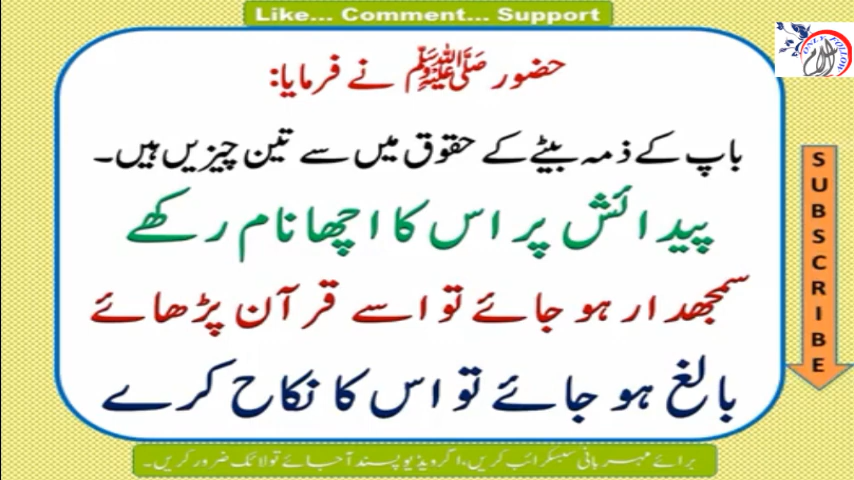 Like... Comment... Support
حضور ﷺ نے فرمایا:
باپ کے ذمہ بیٹے کے حقوق میں سے تین چیزیں ہیں۔
پیدائش پر اس کا اچھا نام رکھے
سمجھدار ہو جائے تو اسے قرآن پڑھائے
بالغ ہو جائے تو اس کا نکاح کرے
برائے مہربانی سبسکرائب کریں، اگر ویڈیو پسند آجائے تو لائک ضرور کریں۔
SUBSCRIBE
ONLY FOLLOW